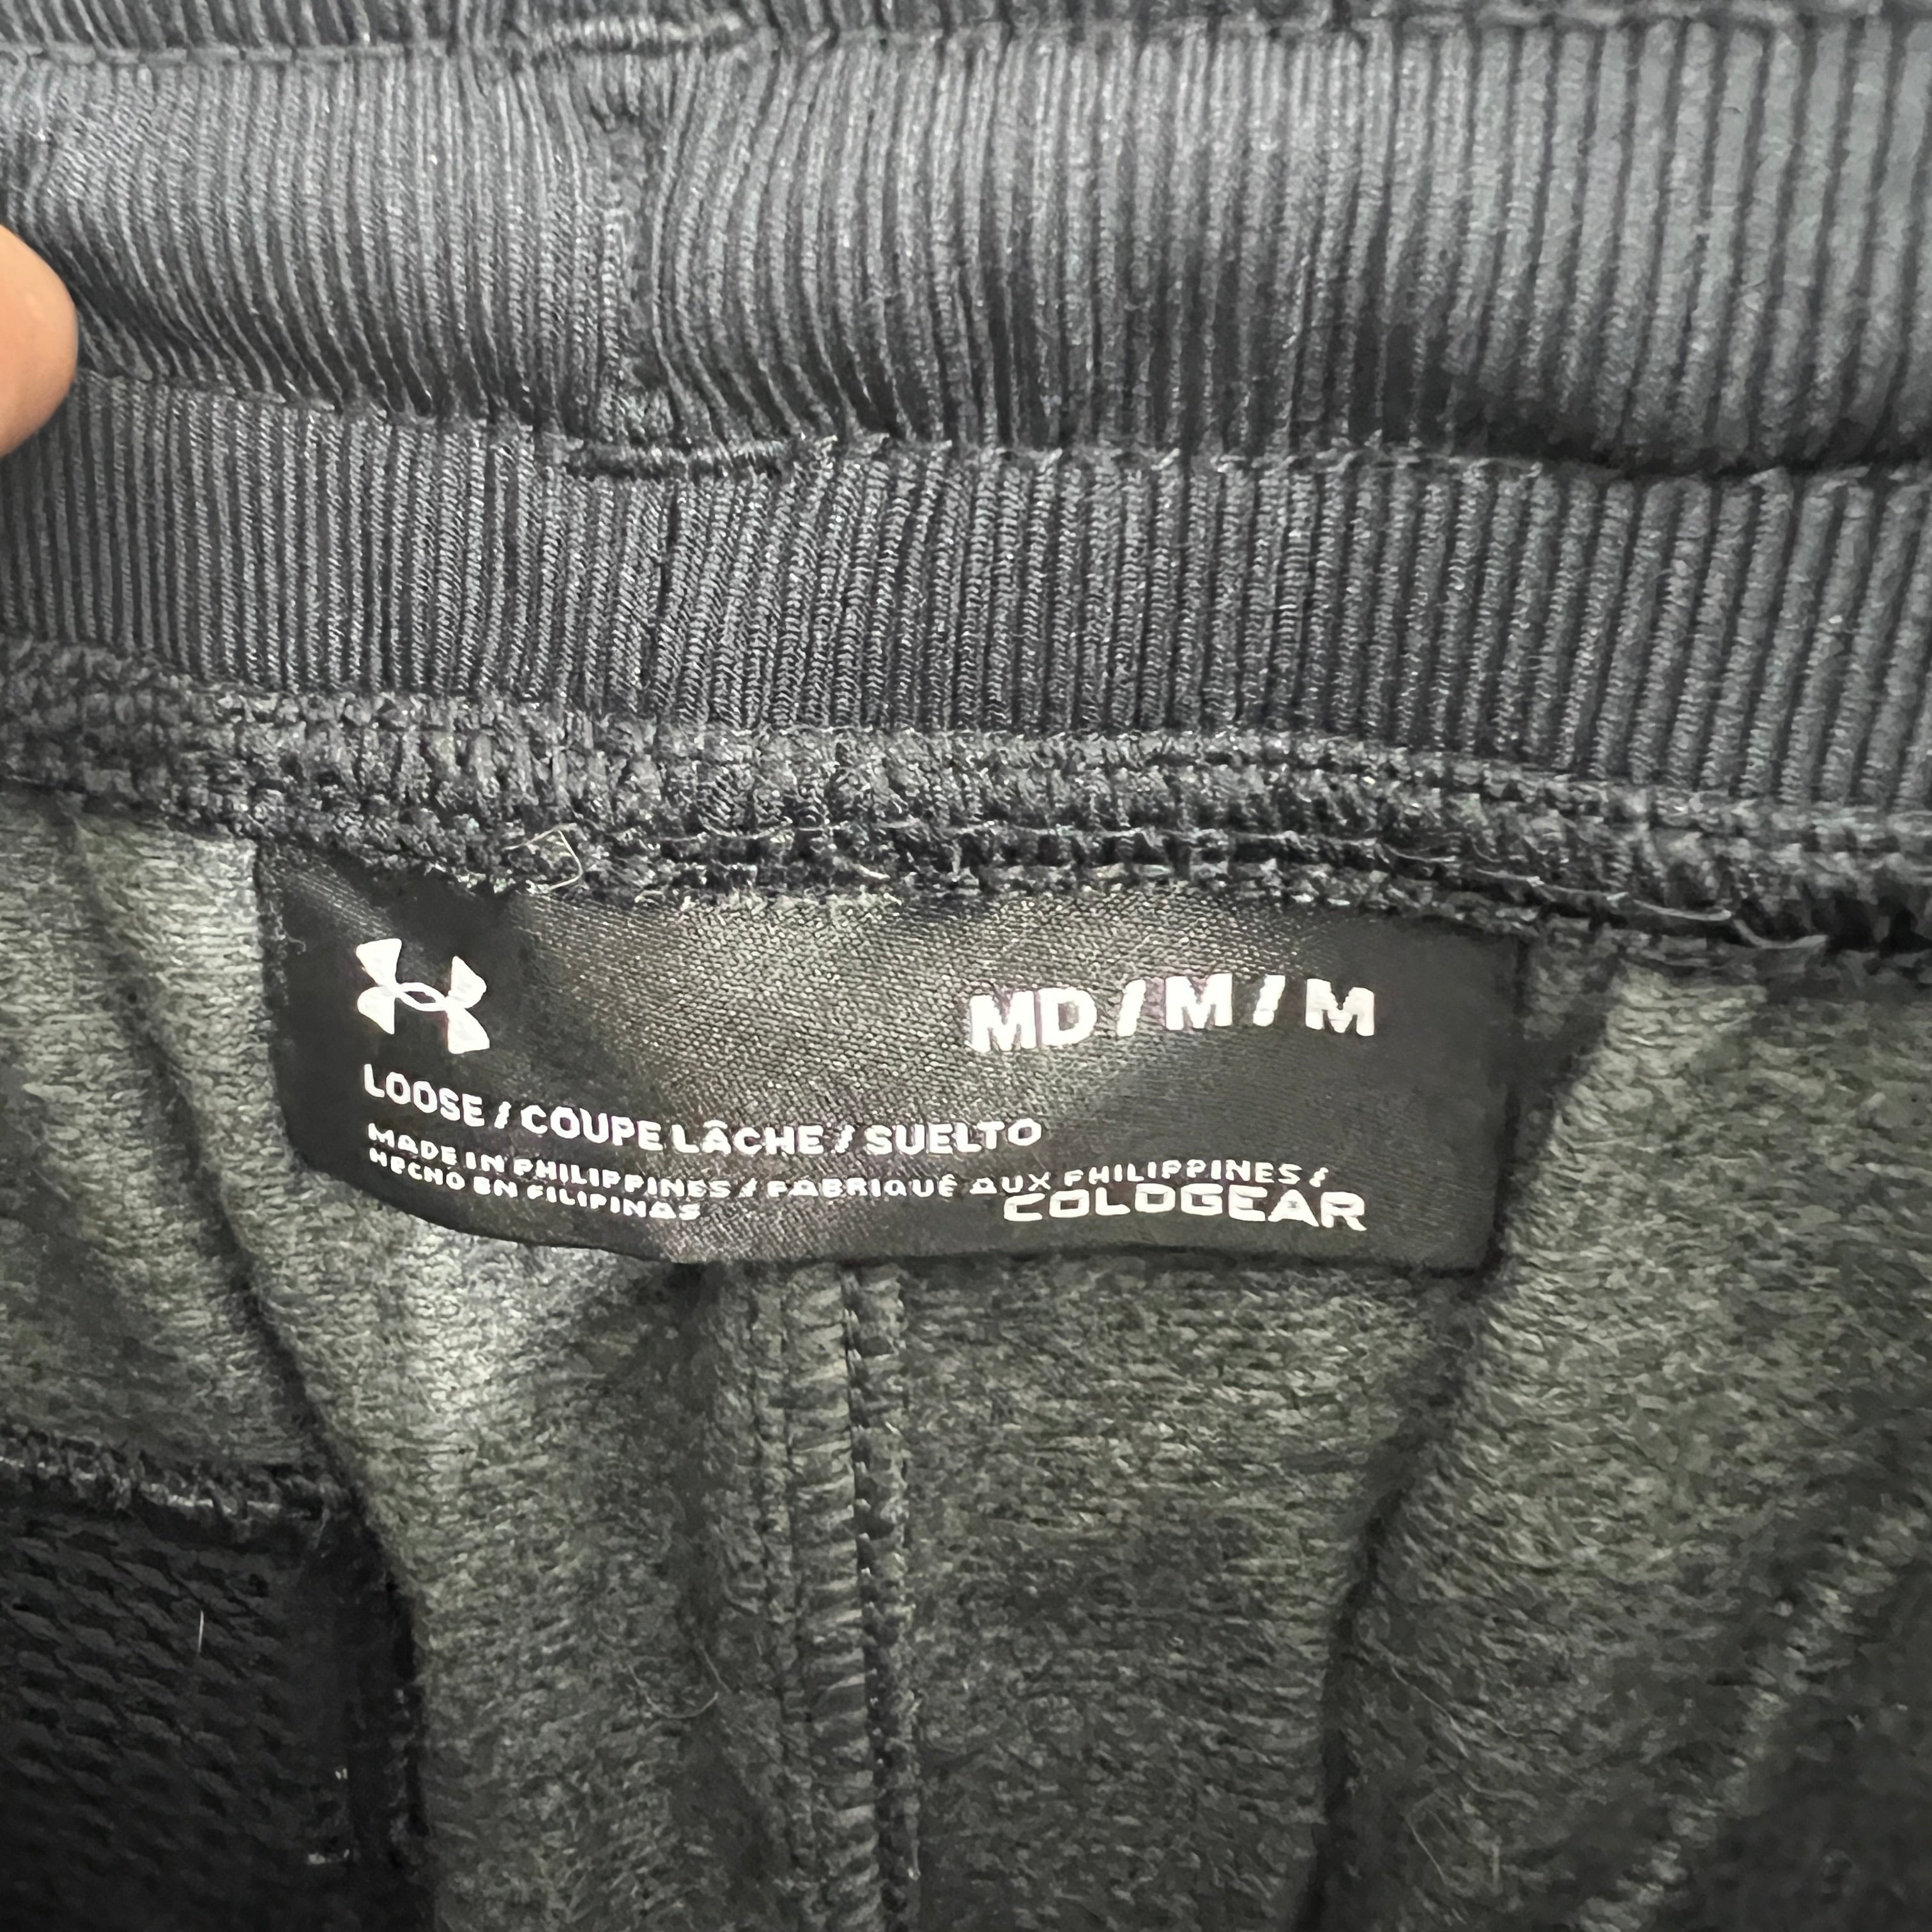 MD / M / M
LOOSE / COUPE LÂCHE / SUELTO
MADE IN PHILIPPINES / FABRIQUÉ AUX PHILIPPINES /
HECHO EN FILIPINAS
COLDGEAR